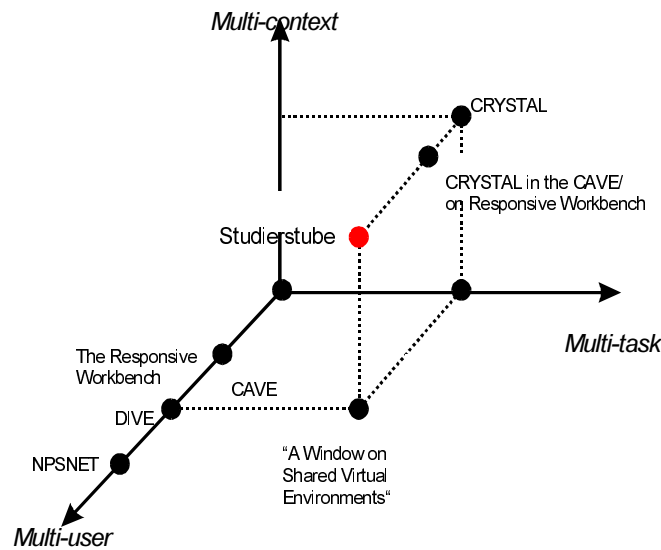 Multi-context
CRYSTAL
CRYSTAL in the CAVE/
on Responsive Workbench
Studierstube
Multi-task
The Responsive
Workbench
CAVE
DIVE
“A Window on
Shared Virtual
Environments“
NPSNET
Multi-user